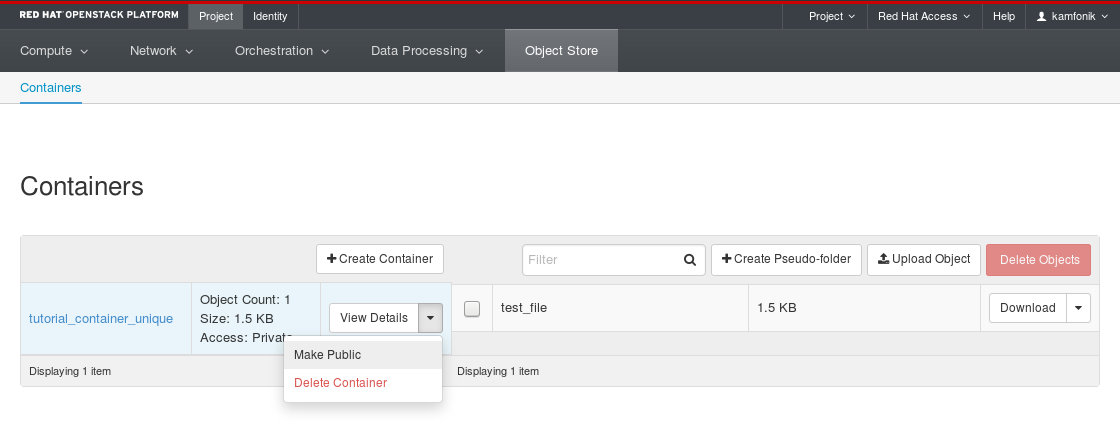 RED HAT OPENSTACK PLATFORM Project Identity Project Red Hat Access Help kamfonik
Compute Network Orchestration Data Processing Object Store
Containers
Containers
+Create Container Filter +Create Pseudo-folder Upload Object Delete Objects
tutorial_container_unique
Object Count: 1
Size: 1.5 KB
Access: Private
View Details
test_file 1.5 KB Download
Make Public
Delete Container
Displaying 1 item Displaying 1 item